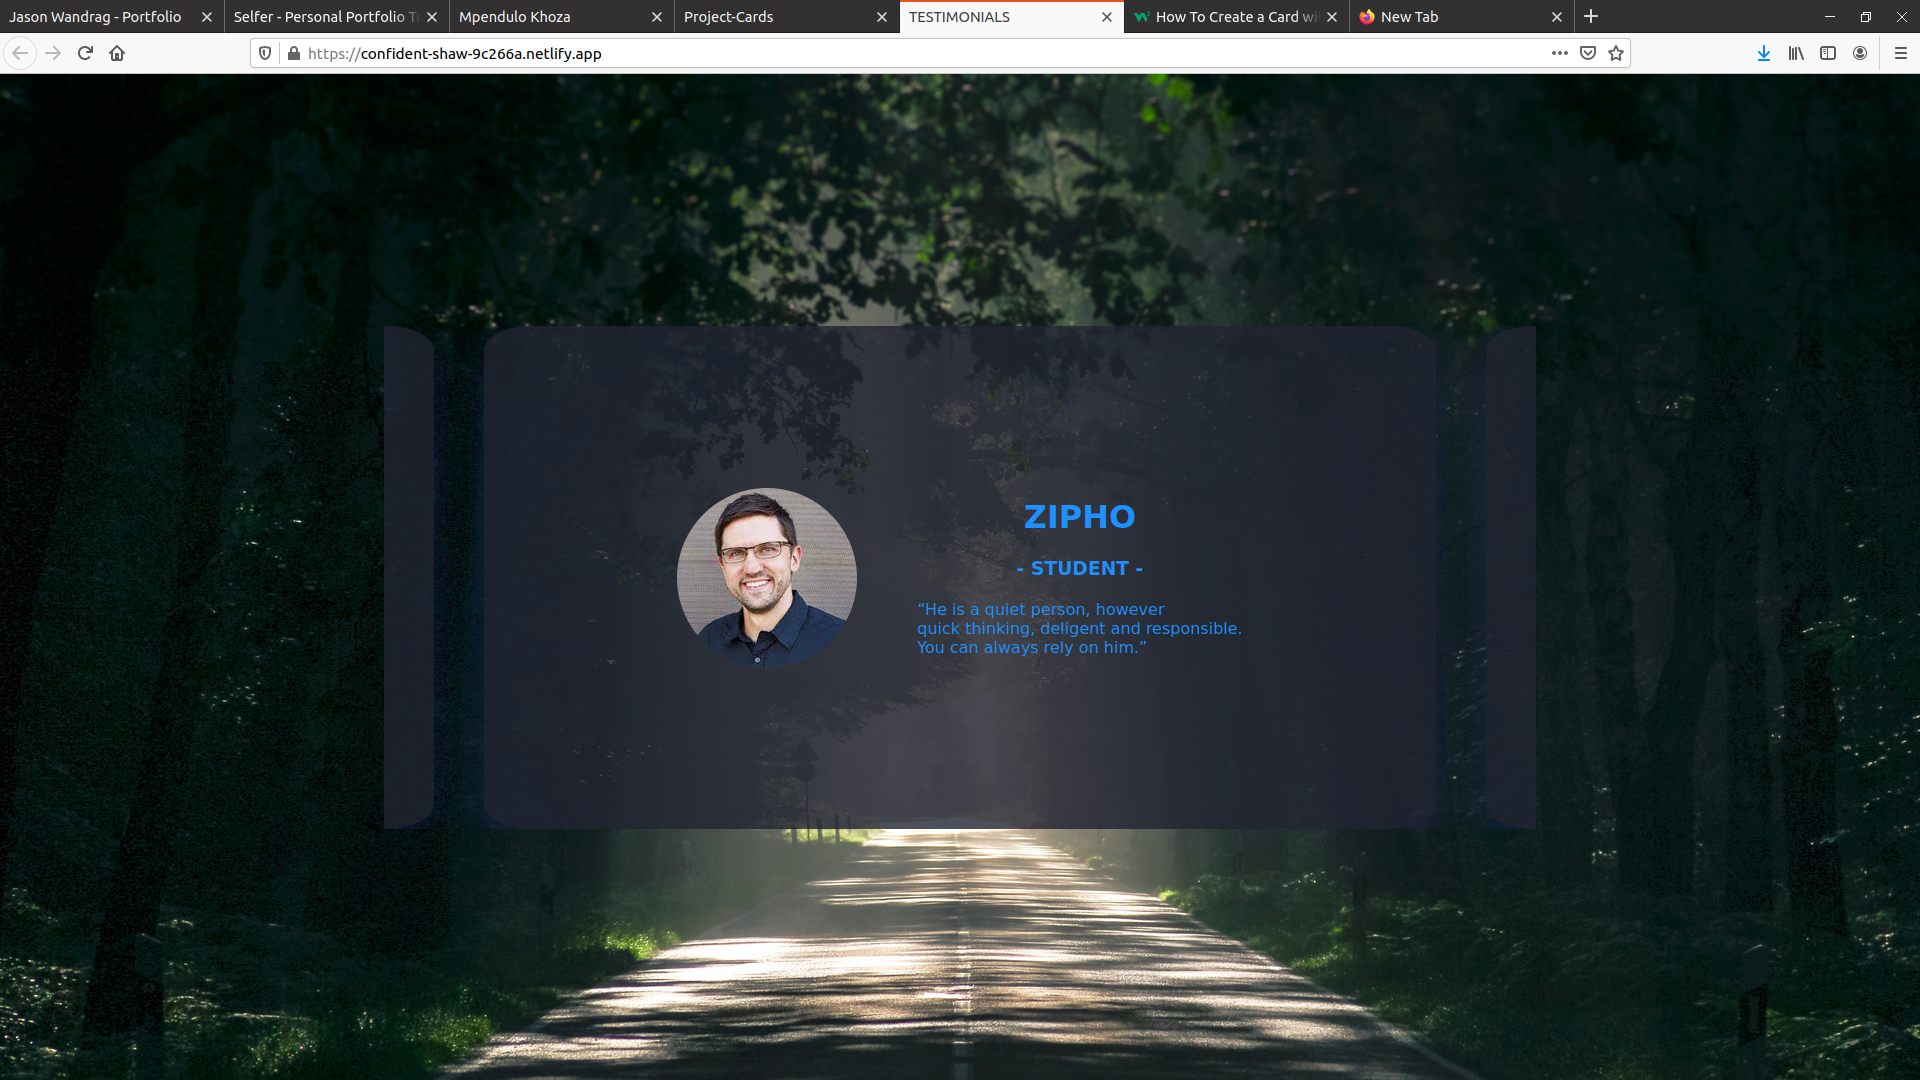 Jason Wandrag - Portfolio
Selfer - Personal Portfolio Te
Mpendulo Khoza
Project-Cards
TESTIMONIALS
How To Create a Card wi
New Tab
https://confident-shaw-9c266a.netlify.app
ZIPHO
- STUDENT -
“He is a quiet person, however
quick thinking, deligent and responsible.
You can always rely on him.”